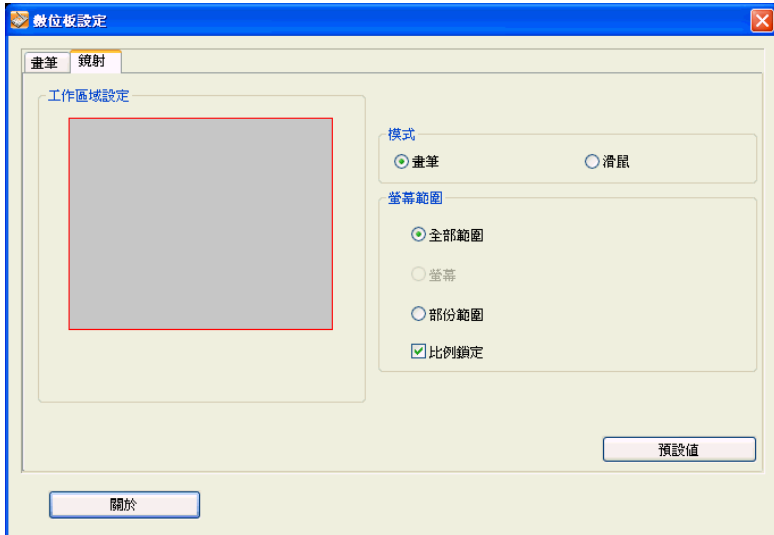 數位板設定
畫筆 鏡射
工作區域設定
模式
畫筆 滑鼠
螢幕範圍
全部範圍
螢幕
部份範圍
比例鎖定
預設值
關於